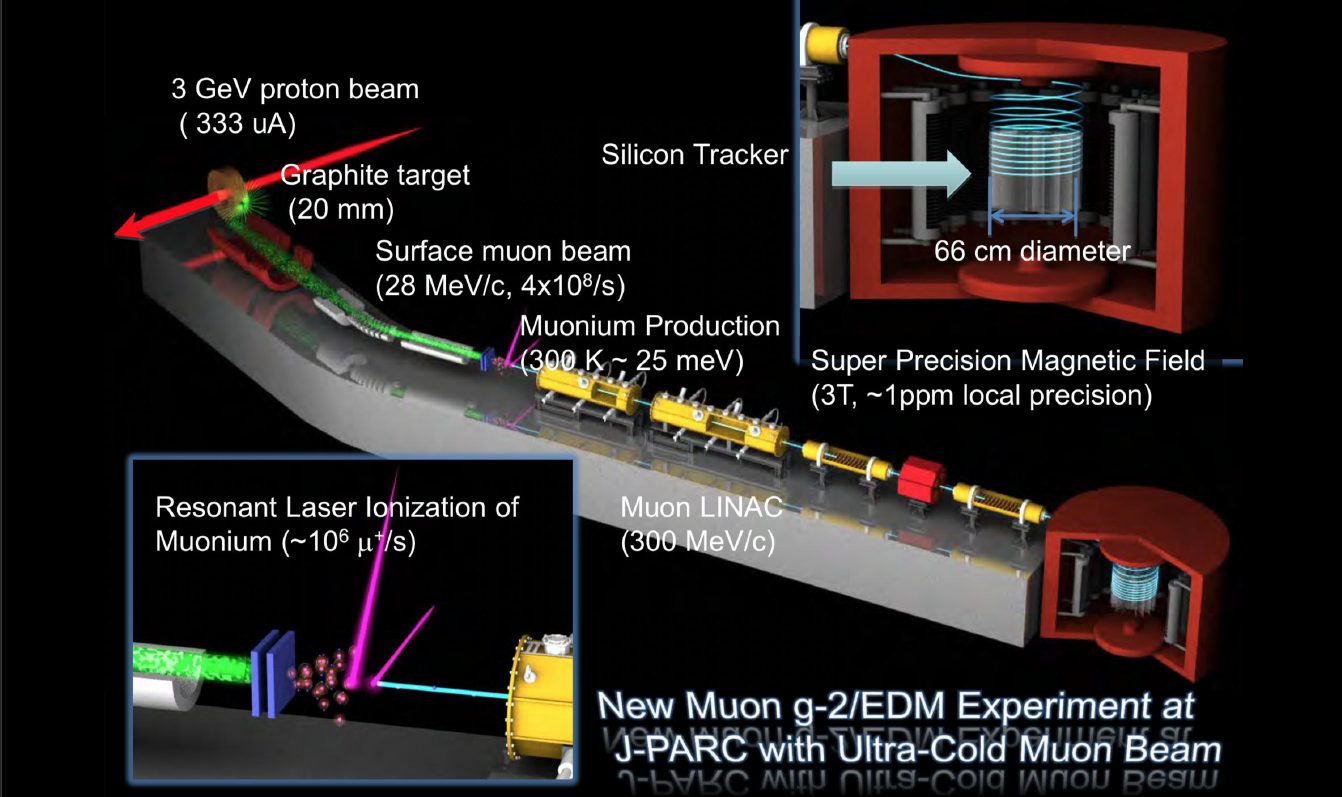 3 GeV proton beam
( 333 uA)
Graphite target
(20 mm)
Silicon Tracker
Surface muon beam
(28 MeV/c, 4x10⁸/s)
66 cm diameter
Muonium Production
(300 K ~ 25 meV)
Super Precision Magnetic Field
(3T, ~1ppm local precision)
Resonant Laser Ionization of
Muonium (~10⁶ μ⁺/s)
Muon LINAC
(300 MeV/c)
New Muon g-2/EDM Experiment at
J-PARC with Ultra-Cold Muon Beam